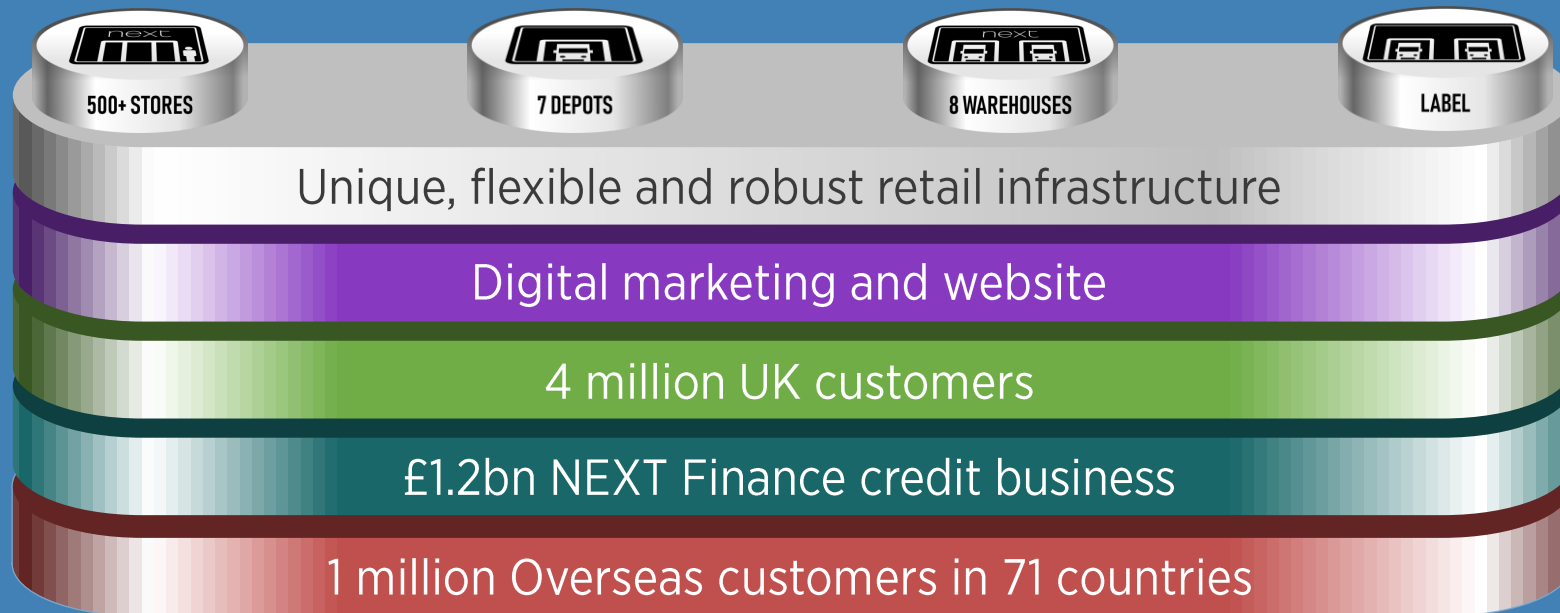 next
next
500+ STORES
7 DEPOTS
8 WAREHOUSES
LABEL
Unique, flexible and robust retail infrastructure
Digital marketing and website
4 million UK customers
£1.2bn NEXT Finance credit business
1 million Overseas customers in 71 countries